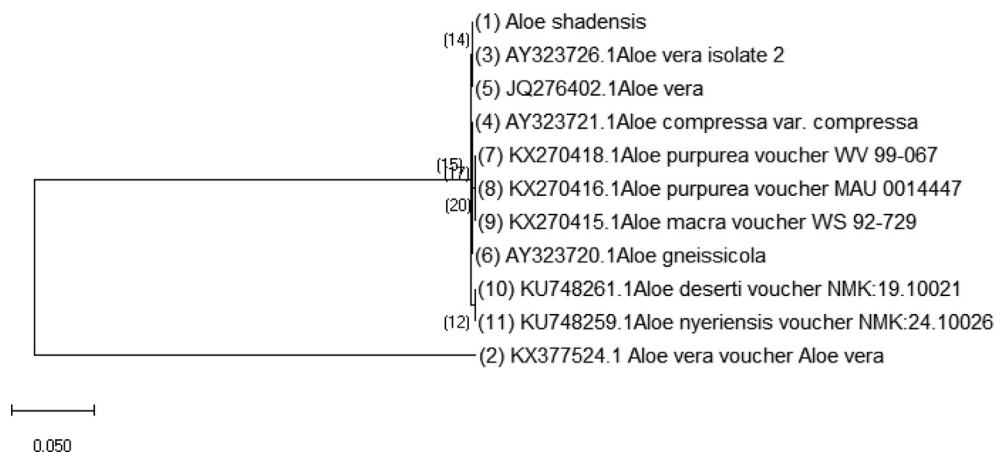 (1) Aloe shadensis
(14)
(3) AY323726.1Aloe vera isolate 2
(5) JQ276402.1Aloe vera
(4) AY323721.1Aloe compressa var. compressa
(7) KX270418.1Aloe purpurea voucher WV 99-067
(15)
(17)
(8) KX270416.1Aloe purpurea voucher MAU 0014447
(20)
(9) KX270415.1Aloe macra voucher WS 92-729
(6) AY323720.1Aloe gneissicola
(10) KU748261.1Aloe deserti voucher NMK:19.10021
(12)
(11) KU748259.1Aloe nyeriensis voucher NMK:24.10026
(2) KX377524.1 Aloe vera voucher Aloe vera
0.050